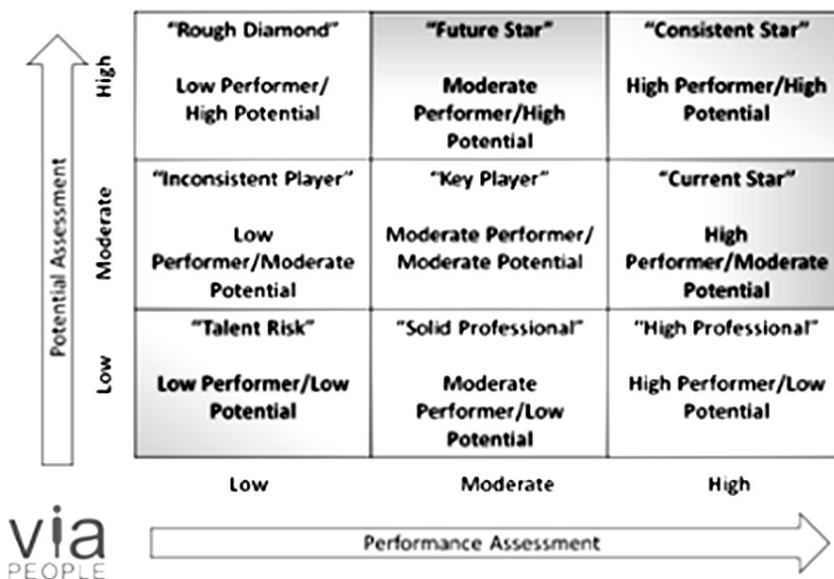 "Rough Diamond"
Low Performer/
High Potential
"Future Star"
Moderate
Performer/High
Potential
"Consistent Star"
High Performer/High
Potential
"Inconsistent Player"
Low
Performer/Moderate
Potential
"Key Player"
Moderate Performer/
Moderate Potential
"Current Star"
High
Performer/Moderate
Potential
"Talent Risk"
Low Performer/Low
Potential
"Solid Professional"
Moderate
Performer/Low
Potential
"High Professional"
High Performer/Low
Potential
Potential Assessment
High
Moderate
Low
Low
Moderate
High
Performance Assessment
via
PEOPLE